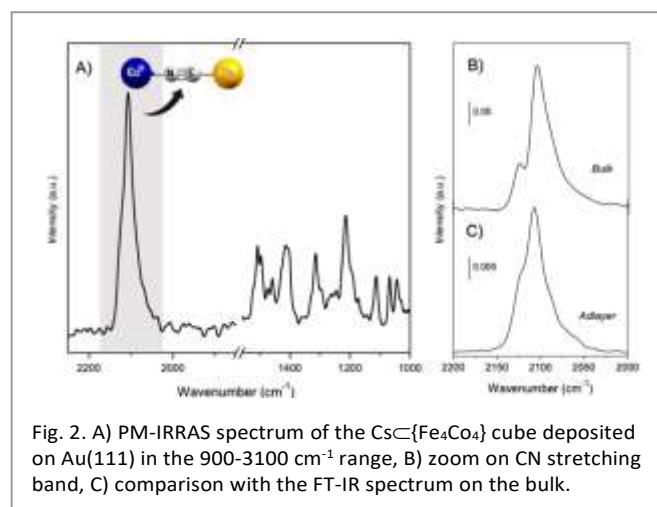 A)
B)
0.05
Bulk
C)
Adlayer
Intensity (a.u.)
Intensity (a.u.)
2200 2000 1400 1200 1000
Wavenumber (cm⁻¹)
2200 2150 2100 2050 2000
Wavenumber (cm⁻¹)
Fig. 2. A) PM-IRRAS spectrum of the Cs⊂{Fe₄Co₄} cube deposited
on Au(111) in the 900-3100 cm⁻¹ range, B) zoom on CN stretching
band, C) comparison with the FT-IR spectrum on the bulk.